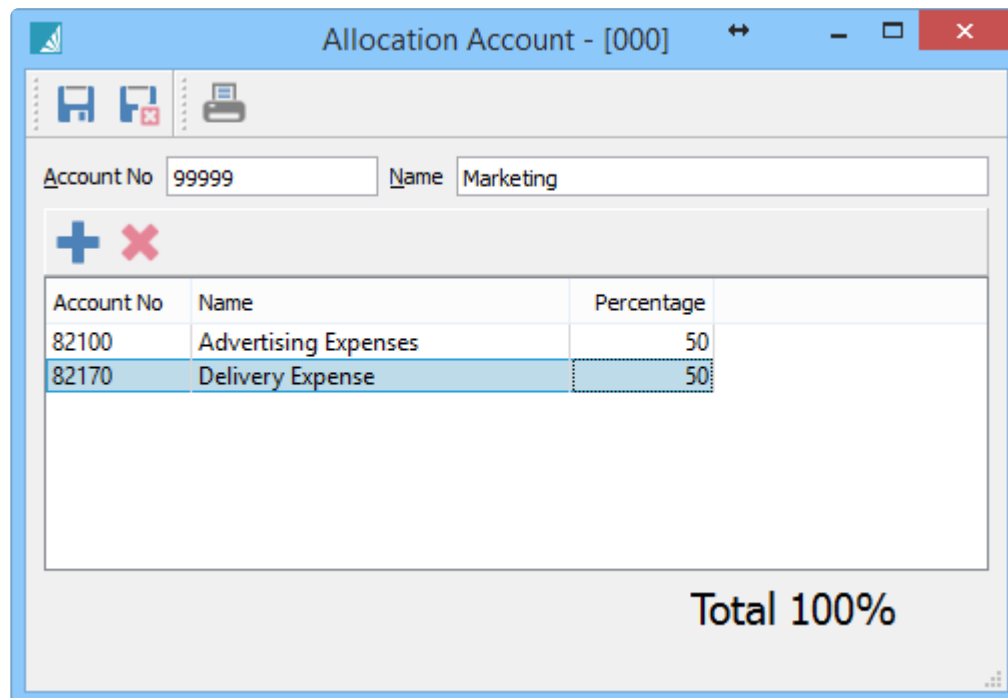 Allocation Account - [000]
Account No 99999 Name Marketing
Account No Name Percentage
82100 Advertising Expenses 50
82170 Delivery Expense 50
Total 100%